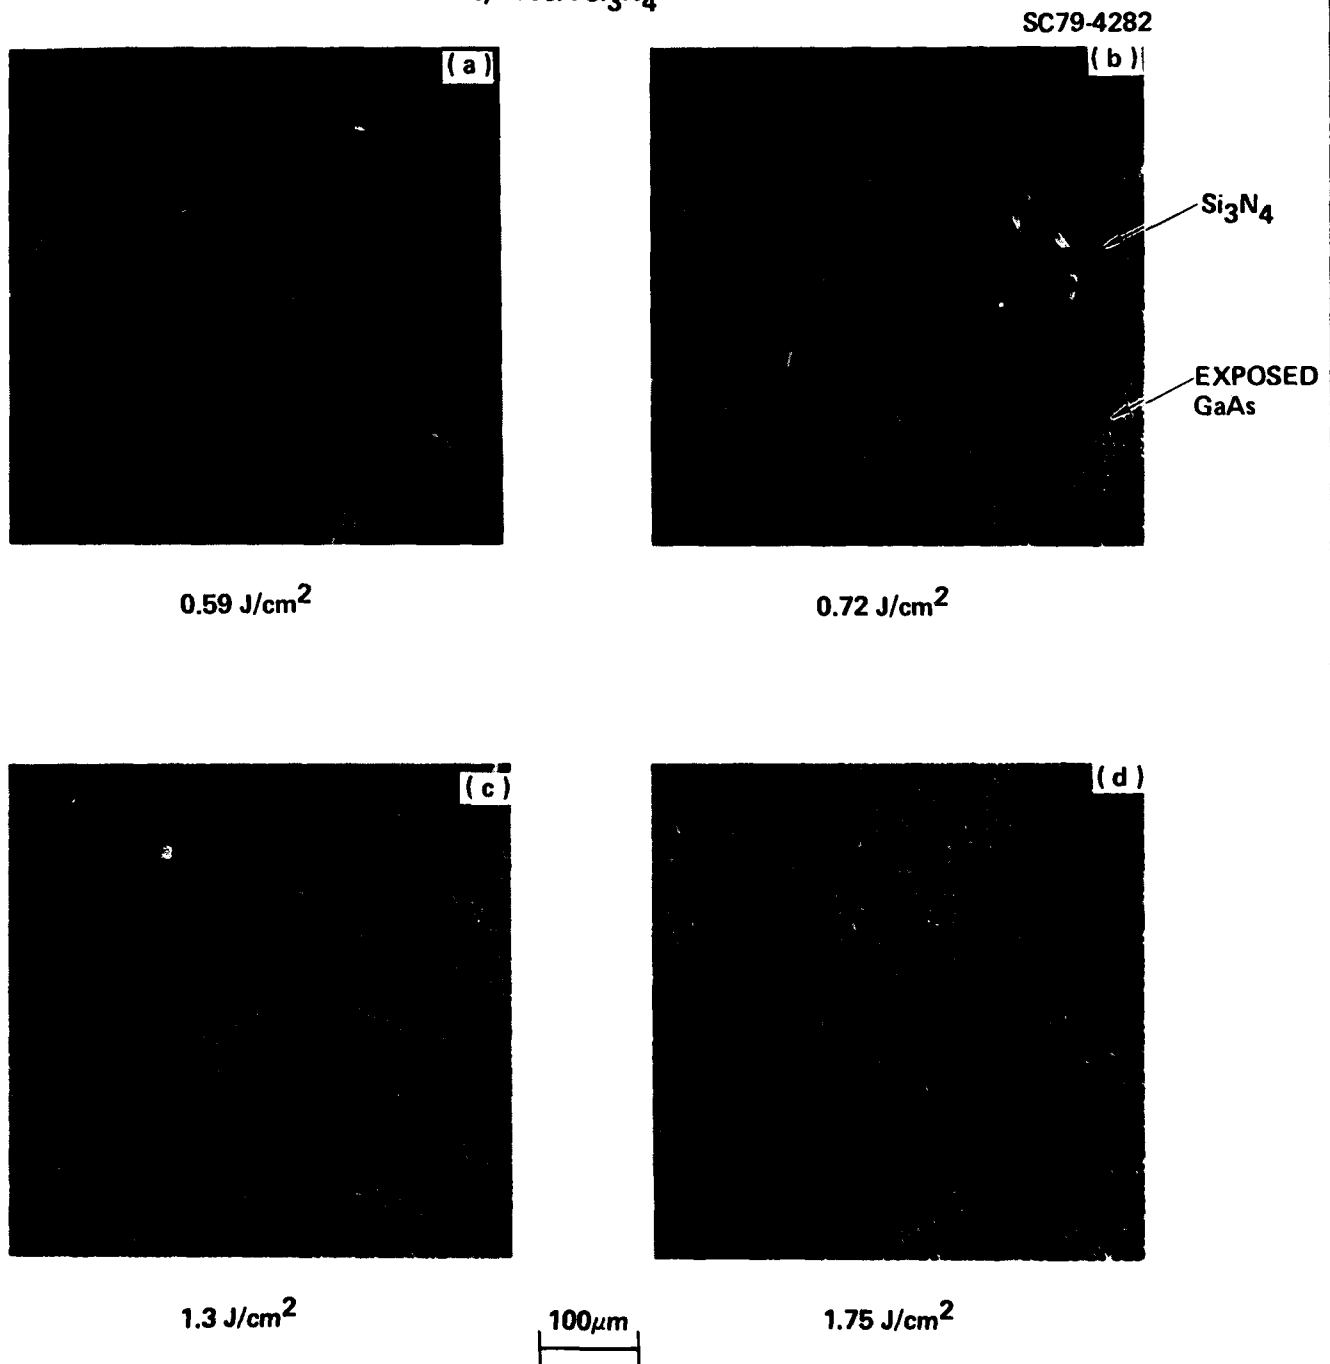 SC79-4282
(a)
(b)
Si₃N₄
EXPOSED
GaAs
0.59 J/cm²
0.72 J/cm²
(c)
(d)
1.3 J/cm²
100μm
1.75 J/cm²